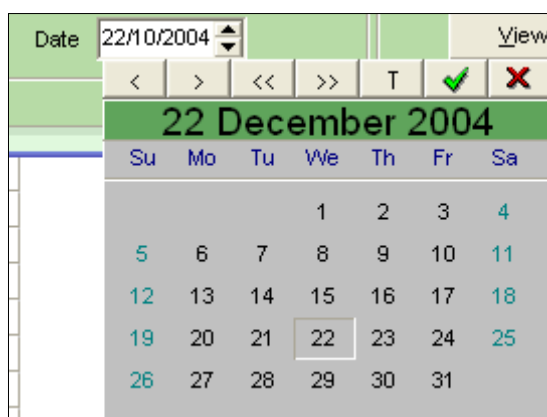 Date 22/10/2004 View
< > << >> T
22 December 2004
Su Mo Tu We Th Fr Sa
1 2 3 4
5 6 7 8 9 10 11
12 13 14 15 16 17 18
19 20 21 22 23 24 25
26 27 28 29 30 31